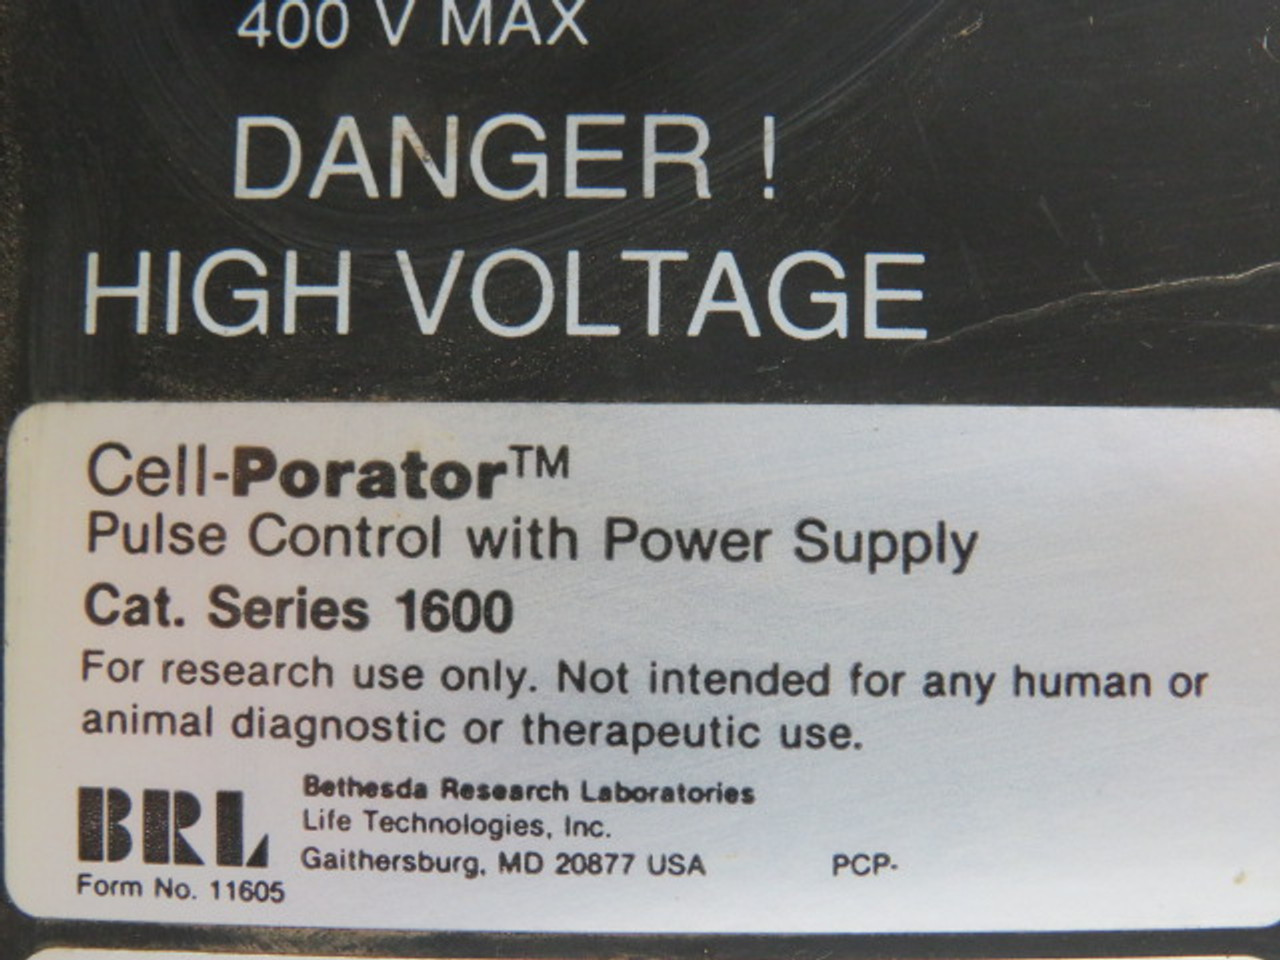 400 V MAX
DANGER !
HIGH VOLTAGE
Cell-Porator™
Pulse Control with Power Supply
Cat. Series 1600
For research use only. Not intended for any human or
animal diagnostic or therapeutic use.
BRL
Bethesda Research Laboratories
Life Technologies, Inc.
Gaithersburg, MD 20877 USA PCP-
Form No. 11605